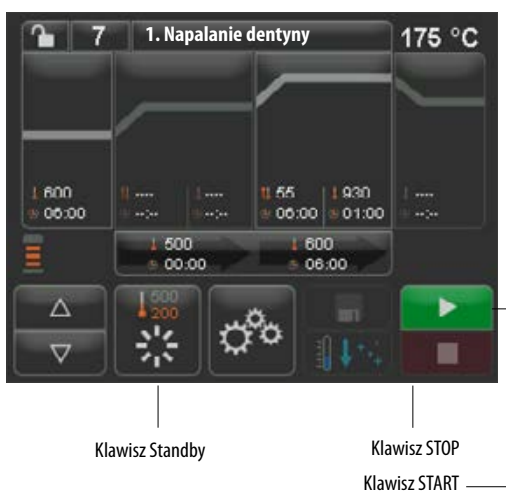 7 1. Napalanie dentyny 175 °C
600 ---- ---- 55 930 ----
06:00 --:-- --:-- 06:00 01:00 --:--
500 600
00:00 06:00
600
200
Klawisz Standby Klawisz STOP
Klawisz START